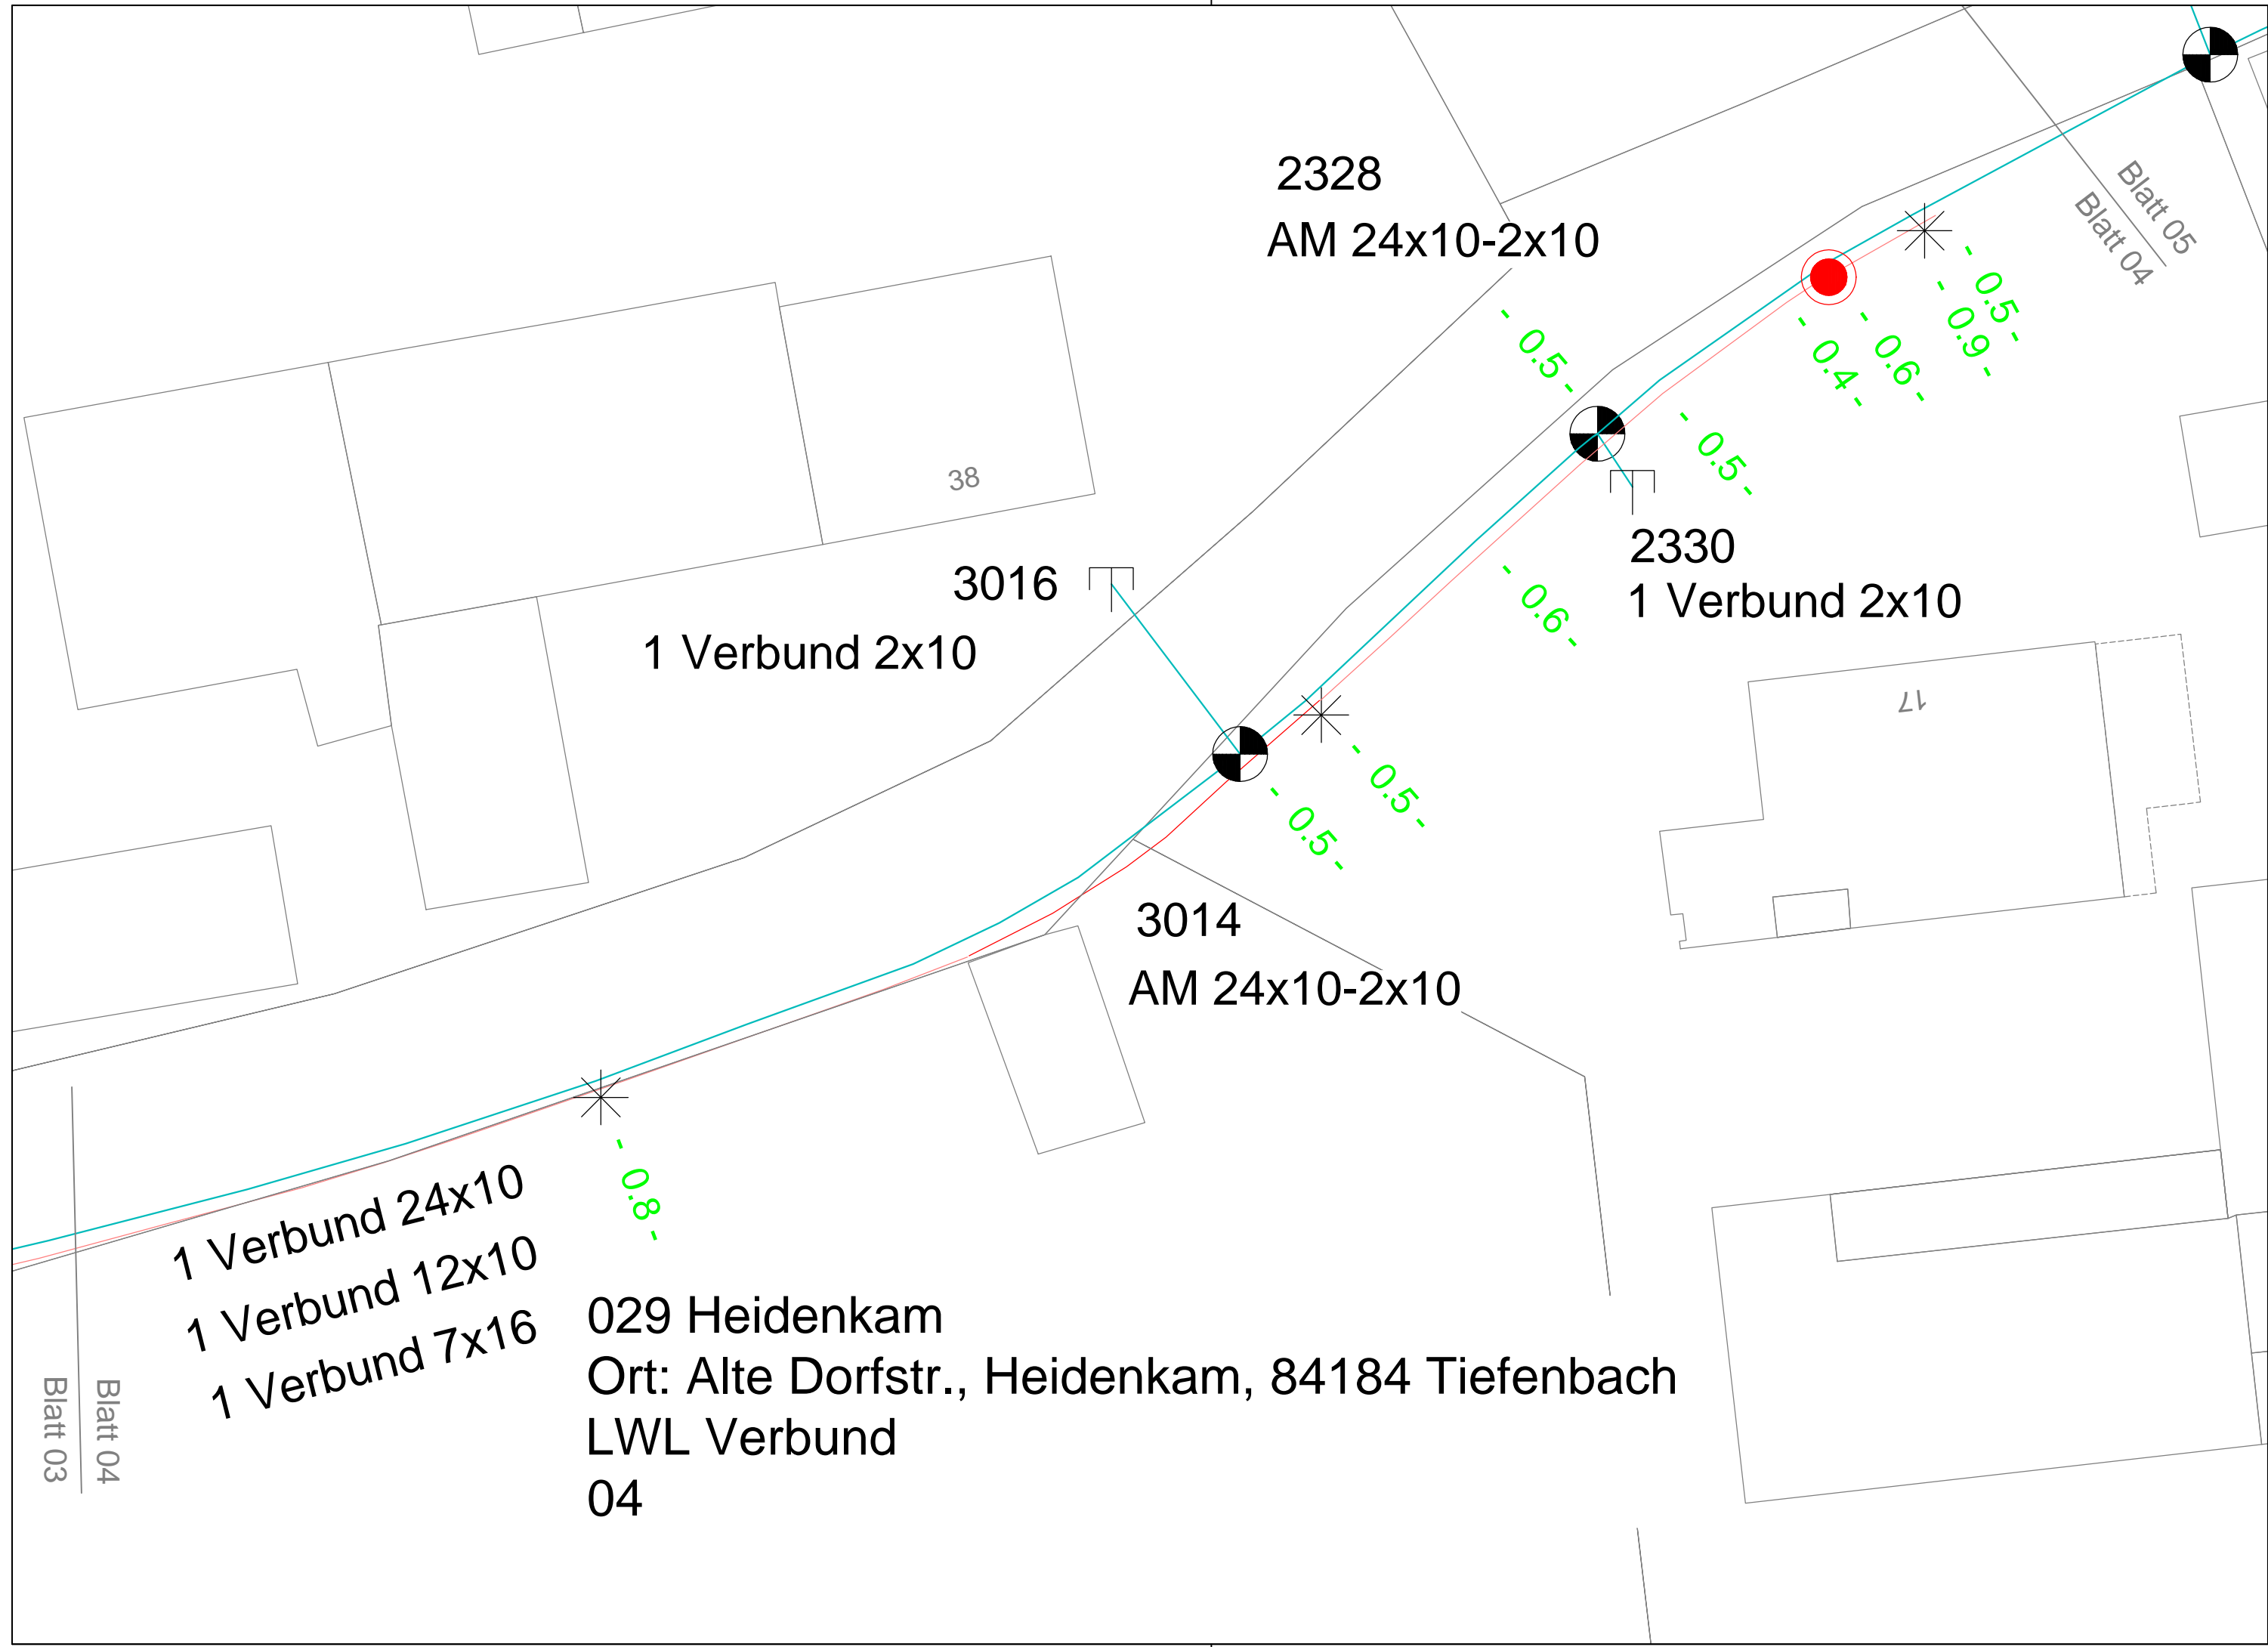 2328
AM 24x10-2x10
Blatt 05
Blatt 04
- 0.5 -
- 0.9 -
- 0.6 -
- 0.4 -
- 0.5 -
- 0.5 -
38
3016
1 Verbund 2x10
2330
1 Verbund 2x10
- 0.6 -
17
- 0.5 -
- 0.5 -
3014
AM 24x10-2x10
- 0.8 -
1 Verbund 24x10
1 Verbund 12x10
1 Verbund 7x16
029 Heidenkam
Ort: Alte Dorfstr., Heidenkam, 84184 Tiefenbach
LWL Verbund
04
Blatt 03
Blatt 04